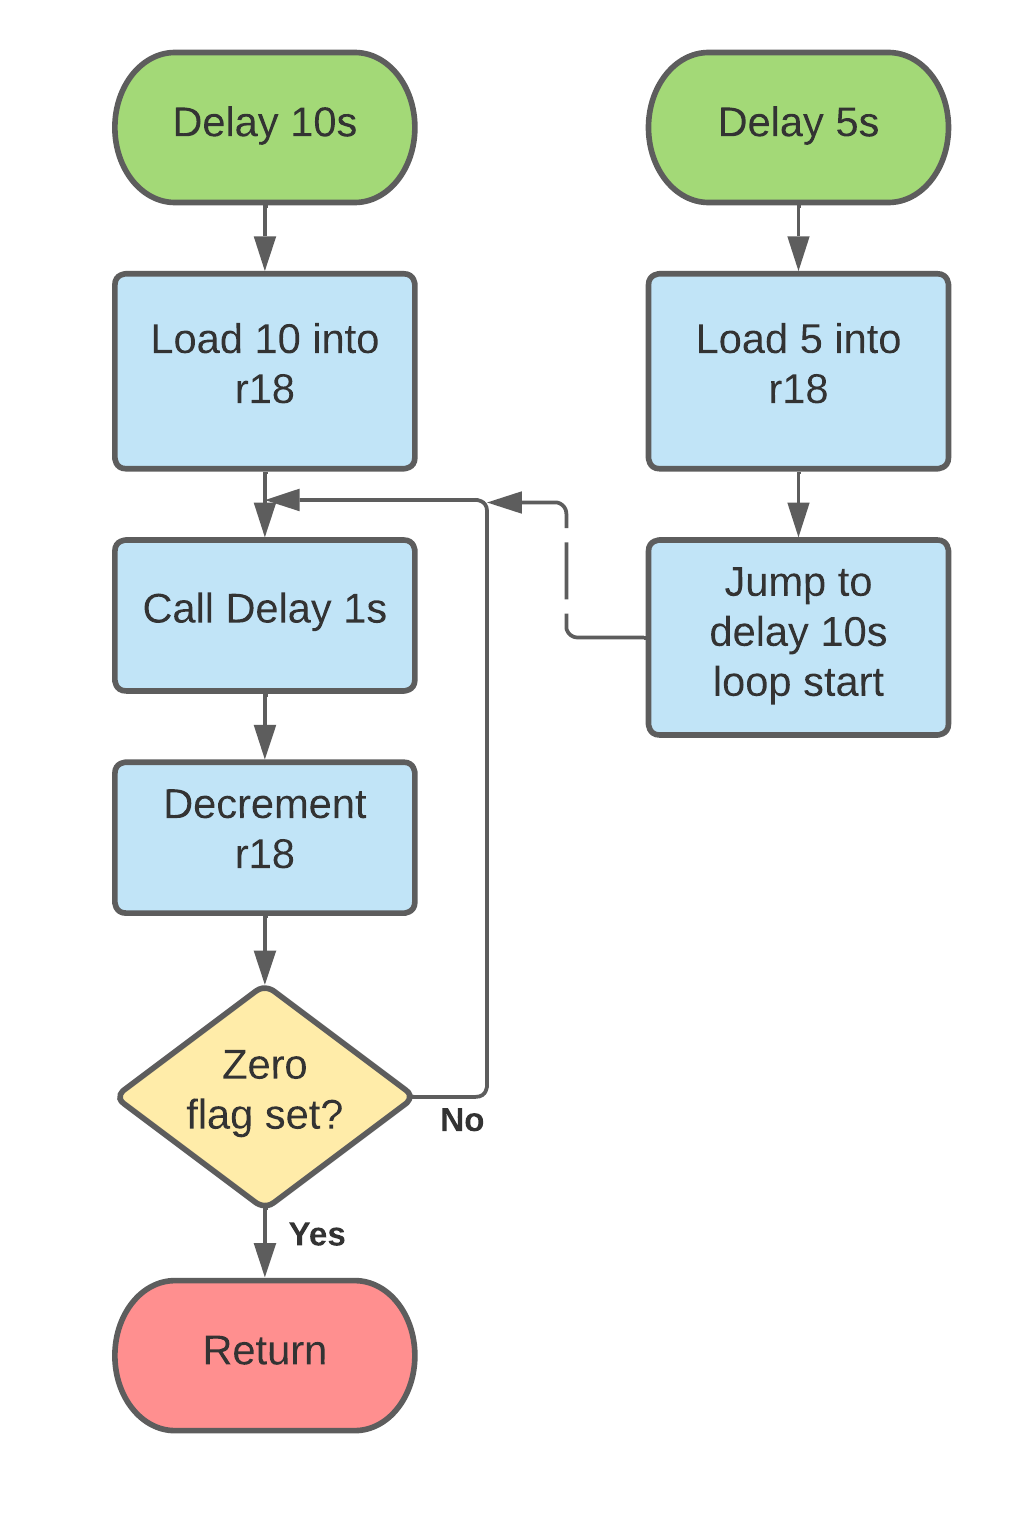 Delay 10s
Load 10 into
r18
Call Delay 1s
Decrement
r18
Zero
flag set?
No
Yes
Return
Delay 5s
Load 5 into
r18
Jump to
delay 10s
loop start